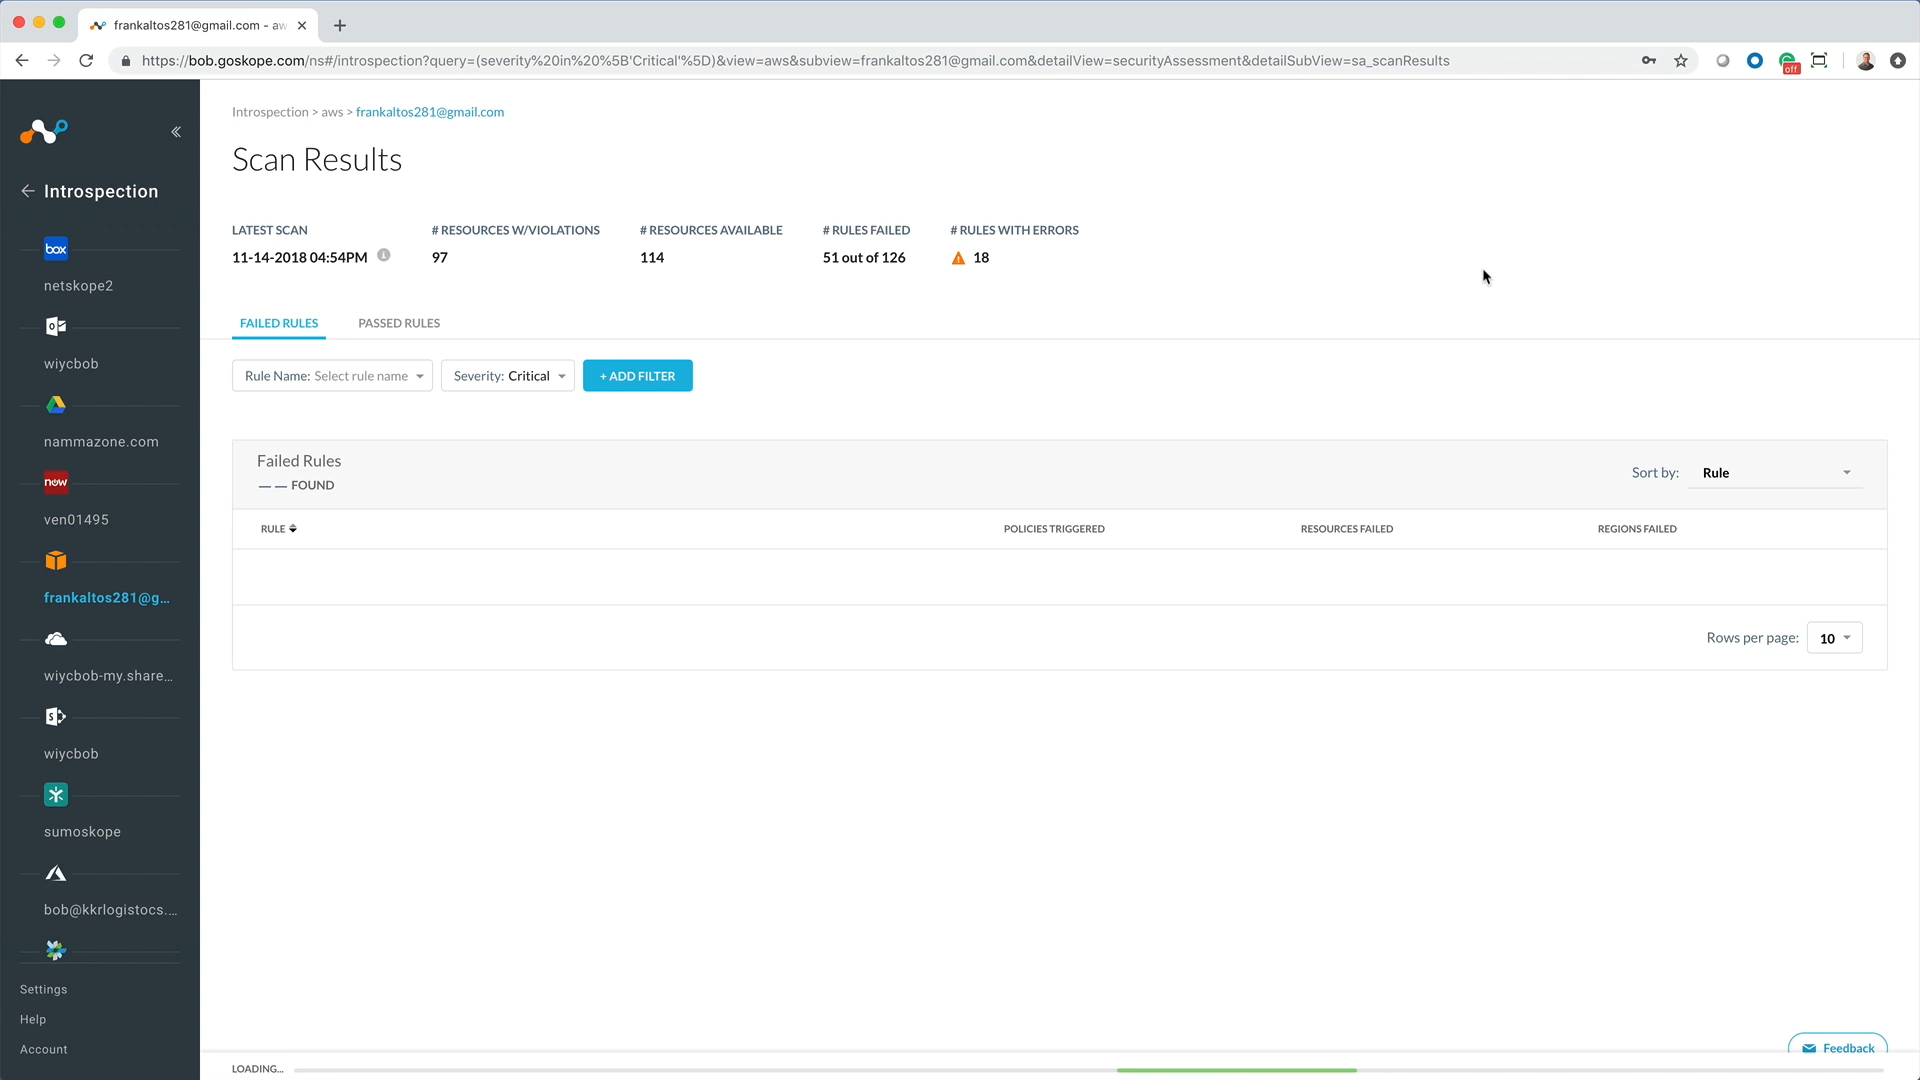 frankaltos281@gmail.com - aw
https://bob.goskope.com/ns#/introspection?query=(severity%20in%20%5B'Critical'%5D)&view=aws&subview=frankaltos281@gmail.com&detailView=securityAssessment&detailSubView=sa_scanResults
off
Introspection
box
netskope2
wiycbob
nammazone.com
now
ven01495
frankaltos281@g...
wiycbob-my.share...
S
wiycbob
sumoskope
bob@kkrlogistocs....
Settings
Help
Account
Introspection > aws > frankaltos281@gmail.com
Scan Results
LATEST SCAN # RESOURCES W/VIOLATIONS # RESOURCES AVAILABLE # RULES FAILED # RULES WITH ERRORS
11-14-2018 04:54PM 97 114 51 out of 126 18
FAILED RULES PASSED RULES
Rule Name: Select rule name Severity: Critical + ADD FILTER
Failed Rules
— — FOUND
Sort by: Rule
RULE POLICIES TRIGGERED RESOURCES FAILED REGIONS FAILED
Rows per page: 10
Feedback
LOADING...